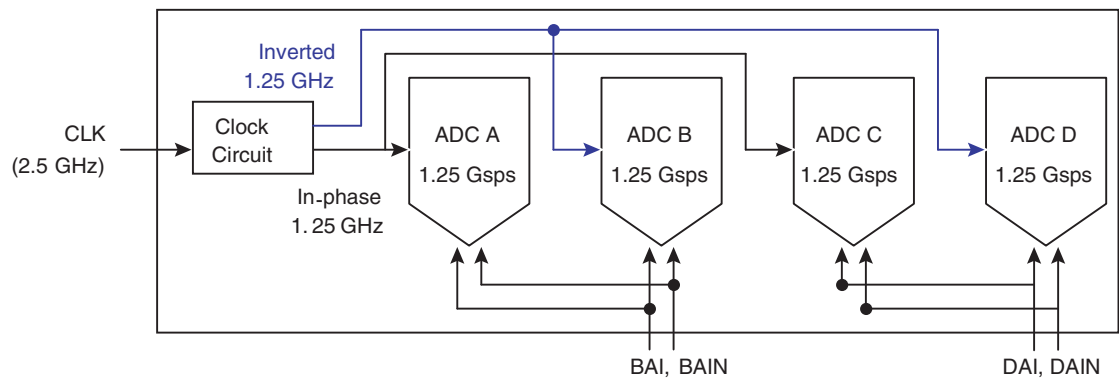 Inverted
1.25 GHz
CLK
(2.5 GHz)
Clock
Circuit
In-phase
1.25 GHz
ADC A
1.25 Gsps
ADC B
1.25 Gsps
ADC C
1.25 Gsps
ADC D
1.25 Gsps
BAI, BAIN
DAI, DAIN